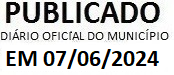 PUBLICADO
DIÁRIO OFICIAL DO MUNICÍPIO
EM 07/06/2024